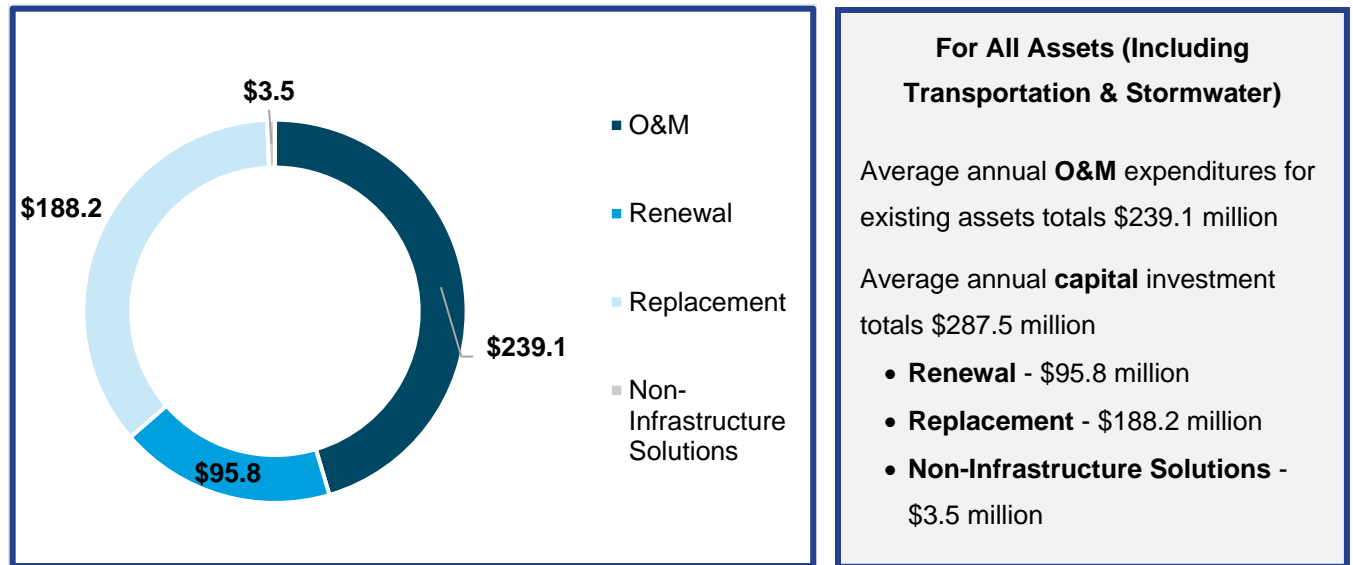 $3.5
$188.2
$239.1
$95.8
O&M
Renewal
Replacement
Non-
Infrastructure
Solutions
For All Assets (Including
Transportation & Stormwater)
Average annual O&M expenditures for
existing assets totals $239.1 million
Average annual capital investment
totals $287.5 million
• Renewal - $95.8 million
• Replacement - $188.2 million
• Non-Infrastructure Solutions -
$3.5 million